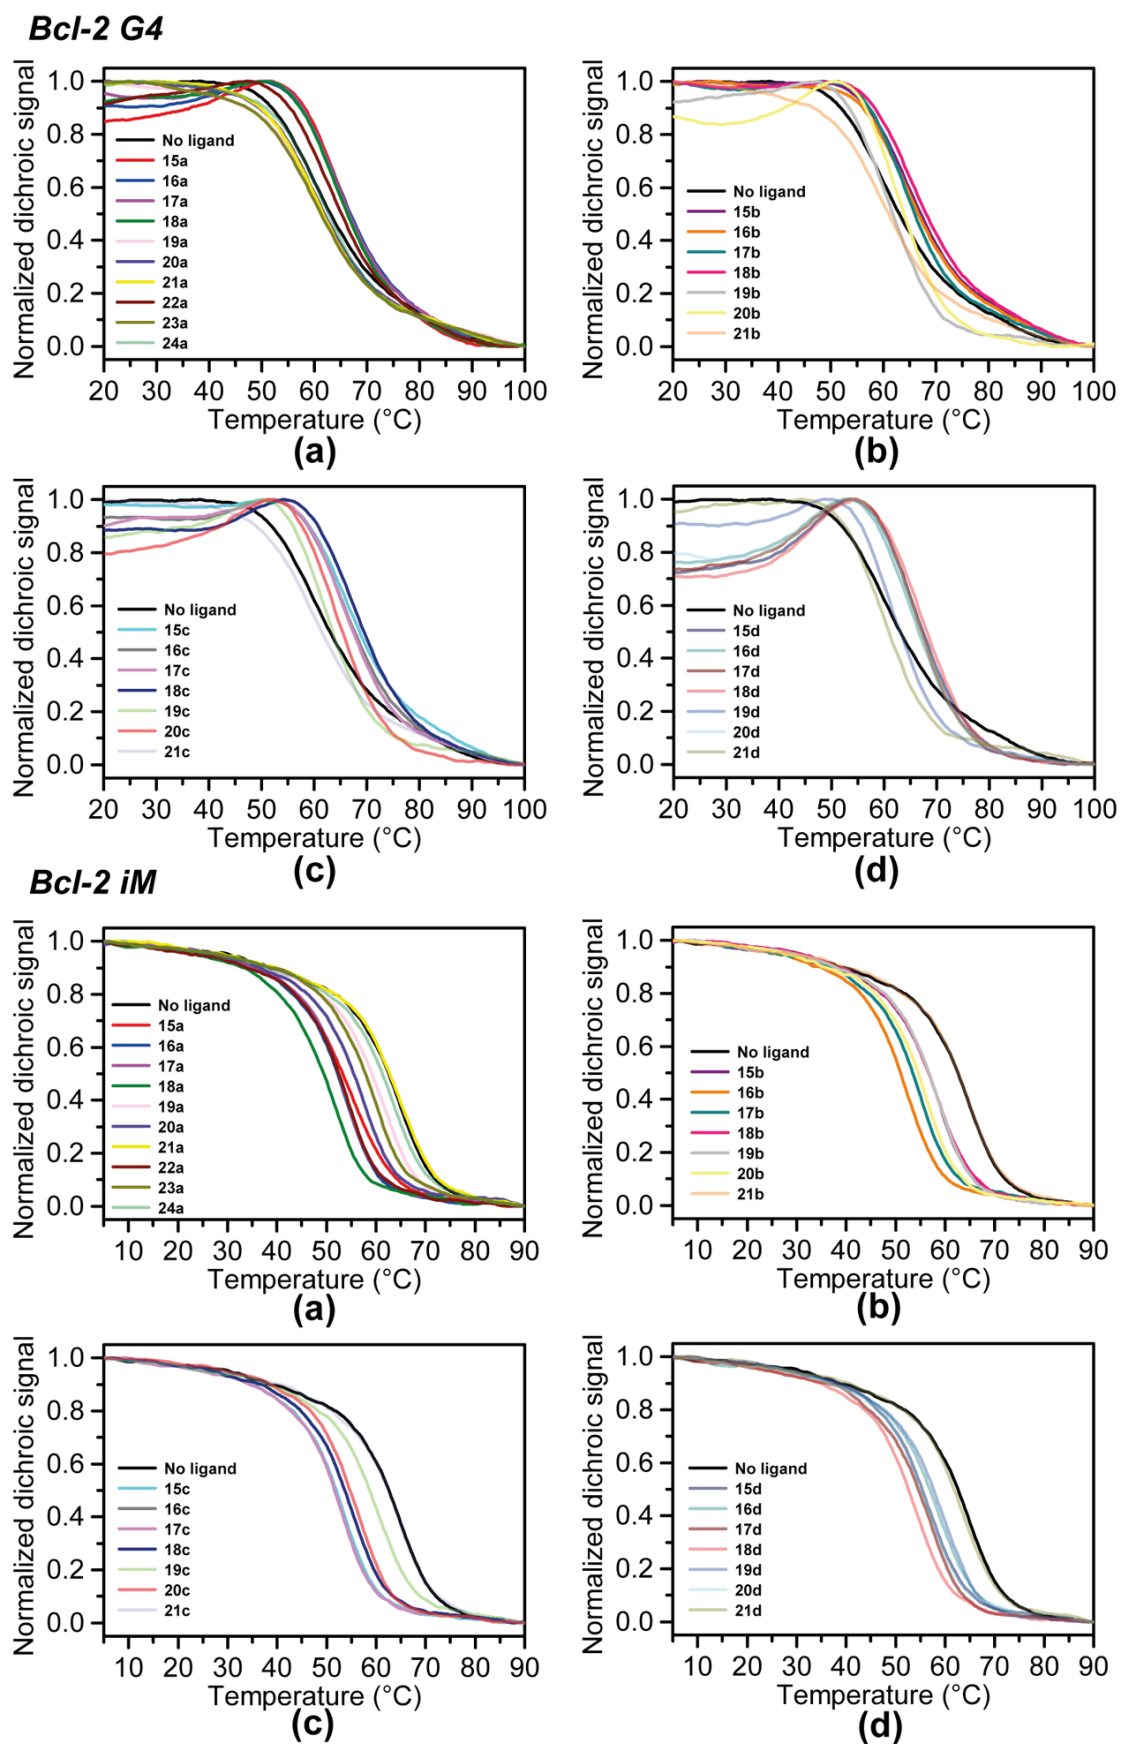 Bcl-2 G4
Normalized dichroic signal
1.0
0.8
0.6
0.4
0.2
0.0
No ligand
15a
16a
17a
18a
19a
20a
21a
22a
23a
24a
20 30 40 50 60 70 80 90 100
Temperature (°C)
(a)
Normalized dichroic signal
1.0
0.8
0.6
0.4
0.2
0.0
No ligand
15b
16b
17b
18b
19b
20b
21b
20 30 40 50 60 70 80 90 100
Temperature (°C)
(b)
Normalized dichroic signal
1.0
0.8
0.6
0.4
0.2
0.0
No ligand
15c
16c
17c
18c
19c
20c
21c
20 30 40 50 60 70 80 90 100
Temperature (°C)
(c)
Normalized dichroic signal
1.0
0.8
0.6
0.4
0.2
0.0
No ligand
15d
16d
17d
18d
19d
20d
21d
20 30 40 50 60 70 80 90 100
Temperature (°C)
(d)
Bcl-2 iM
Normalized dichroic signal
1.0
0.8
0.6
0.4
0.2
0.0
No ligand
15a
16a
17a
18a
19a
20a
21a
22a
23a
24a
10 20 30 40 50 60 70 80 90
Temperature (°C)
(a)
Normalized dichroic signal
1.0
0.8
0.6
0.4
0.2
0.0
No ligand
15b
16b
17b
18b
19b
20b
21b
10 20 30 40 50 60 70 80 90
Temperature (°C)
(b)
Normalized dichroic signal
1.0
0.8
0.6
0.4
0.2
0.0
No ligand
15c
16c
17c
18c
19c
20c
21c
10 20 30 40 50 60 70 80 90
Temperature (°C)
(c)
Normalized dichroic signal
1.0
0.8
0.6
0.4
0.2
0.0
No ligand
15d
16d
17d
18d
19d
20d
21d
10 20 30 40 50 60 70 80 90
Temperature (°C)
(d)